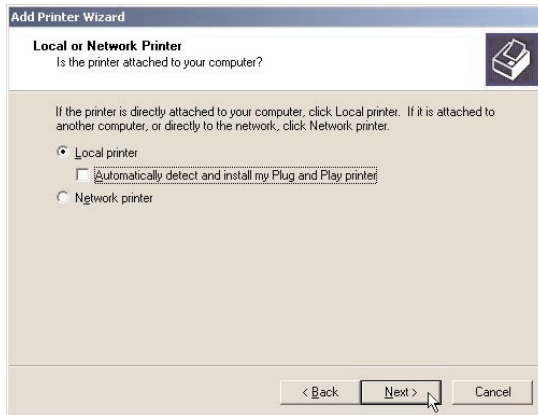 Add Printer Wizard
Local or Network Printer
Is the printer attached to your computer?
If the printer is directly attached to your computer, click Local printer. If it is attached to
another computer, or directly to the network, click Network printer.
Local printer
Automatically detect and install my Plug and Play printer
Network printer
< Back
Next >
Cancel